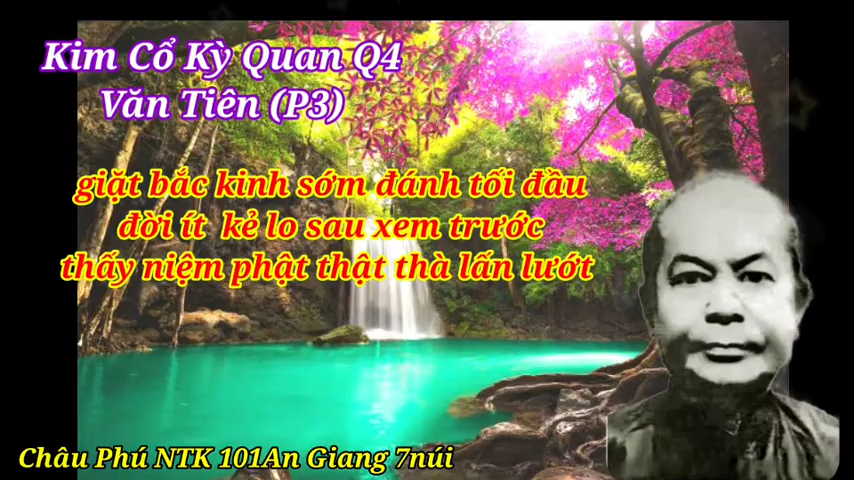 Kim Cổ Kỳ Quan Q4
Văn Tiên (P3)
giặt bắc kinh sớm đánh tối đầu
đời ít kẻ lo sau xem trước
thấy niệm phật thật thà lấn lướt
Châu Phú NTK 101An Giang 7núi